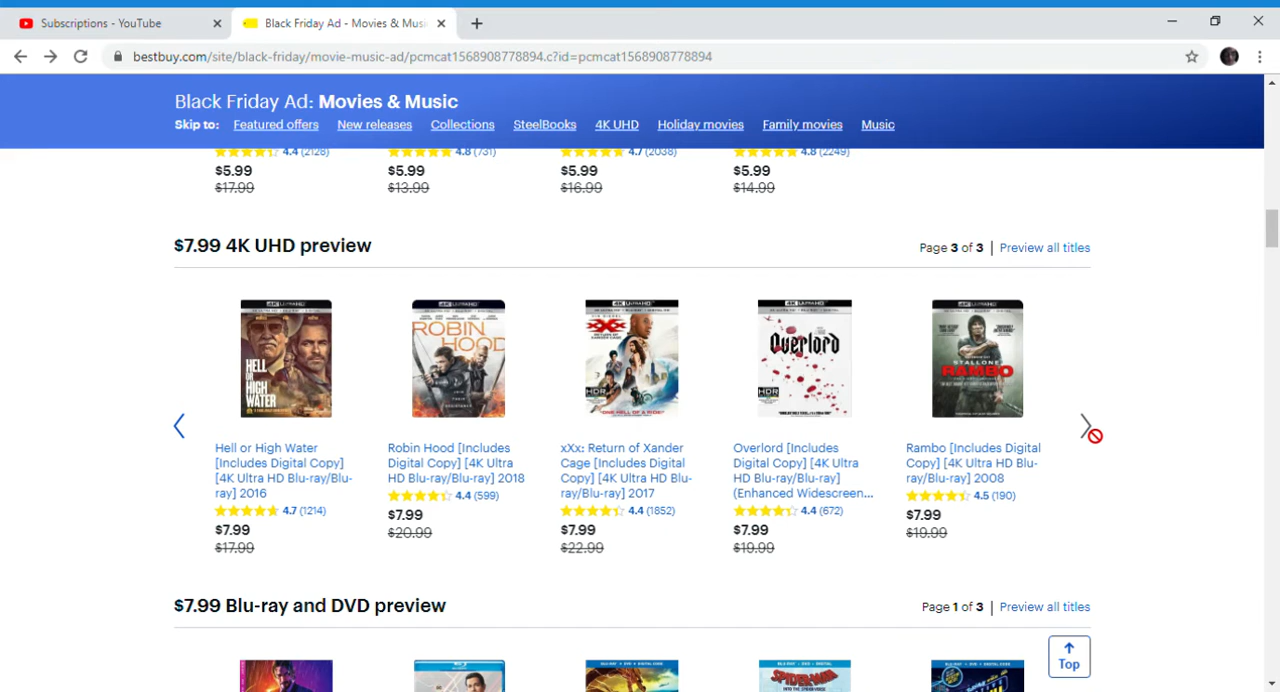 Subscriptions - YouTube
Black Friday Ad - Movies & Musi
bestbuy.com/site/black-friday/movie-music-ad/pcmcat1568908778894.c?id=pcmcat1568908778894
Black Friday Ad: Movies & Music
Skip to: Featured offers New releases Collections SteelBooks 4K UHD Holiday movies Family movies Music
4.4 (2128) 4.8 (731) 4.7 (2038) 4.8 (2249)
$5.99 $5.99 $5.99 $5.99
$17.99 $13.99 $16.99 $14.99
$7.99 4K UHD preview
Page 3 of 3 | Preview all titles
HELL
OR
HIGH
WATER
ROBIN
HOOD
xXx
HDR
Overlord
HDR
STALLONE
RAMBO
Hell or High Water
[Includes Digital Copy]
[4K Ultra HD Blu-ray/Blu-
ray] 2016
4.7 (1214)
$7.99
$17.99
Robin Hood [Includes
Digital Copy] [4K Ultra
HD Blu-ray/Blu-ray] 2018
4.4 (599)
$7.99
$20.99
xXx: Return of Xander
Cage [Includes Digital
Copy] [4K Ultra HD Blu-
ray/Blu-ray] 2017
4.4 (1852)
$7.99
$22.99
Overlord [Includes
Digital Copy] [4K Ultra
HD Blu-ray/Blu-ray]
(Enhanced Widescreen...
4.4 (672)
$7.99
$19.99
Rambo [Includes Digital
Copy] [4K Ultra HD Blu-
ray/Blu-ray] 2008
4.5 (190)
$7.99
$19.99
$7.99 Blu-ray and DVD preview
Page 1 of 3 | Preview all titles
SPIDER-MAN
Top